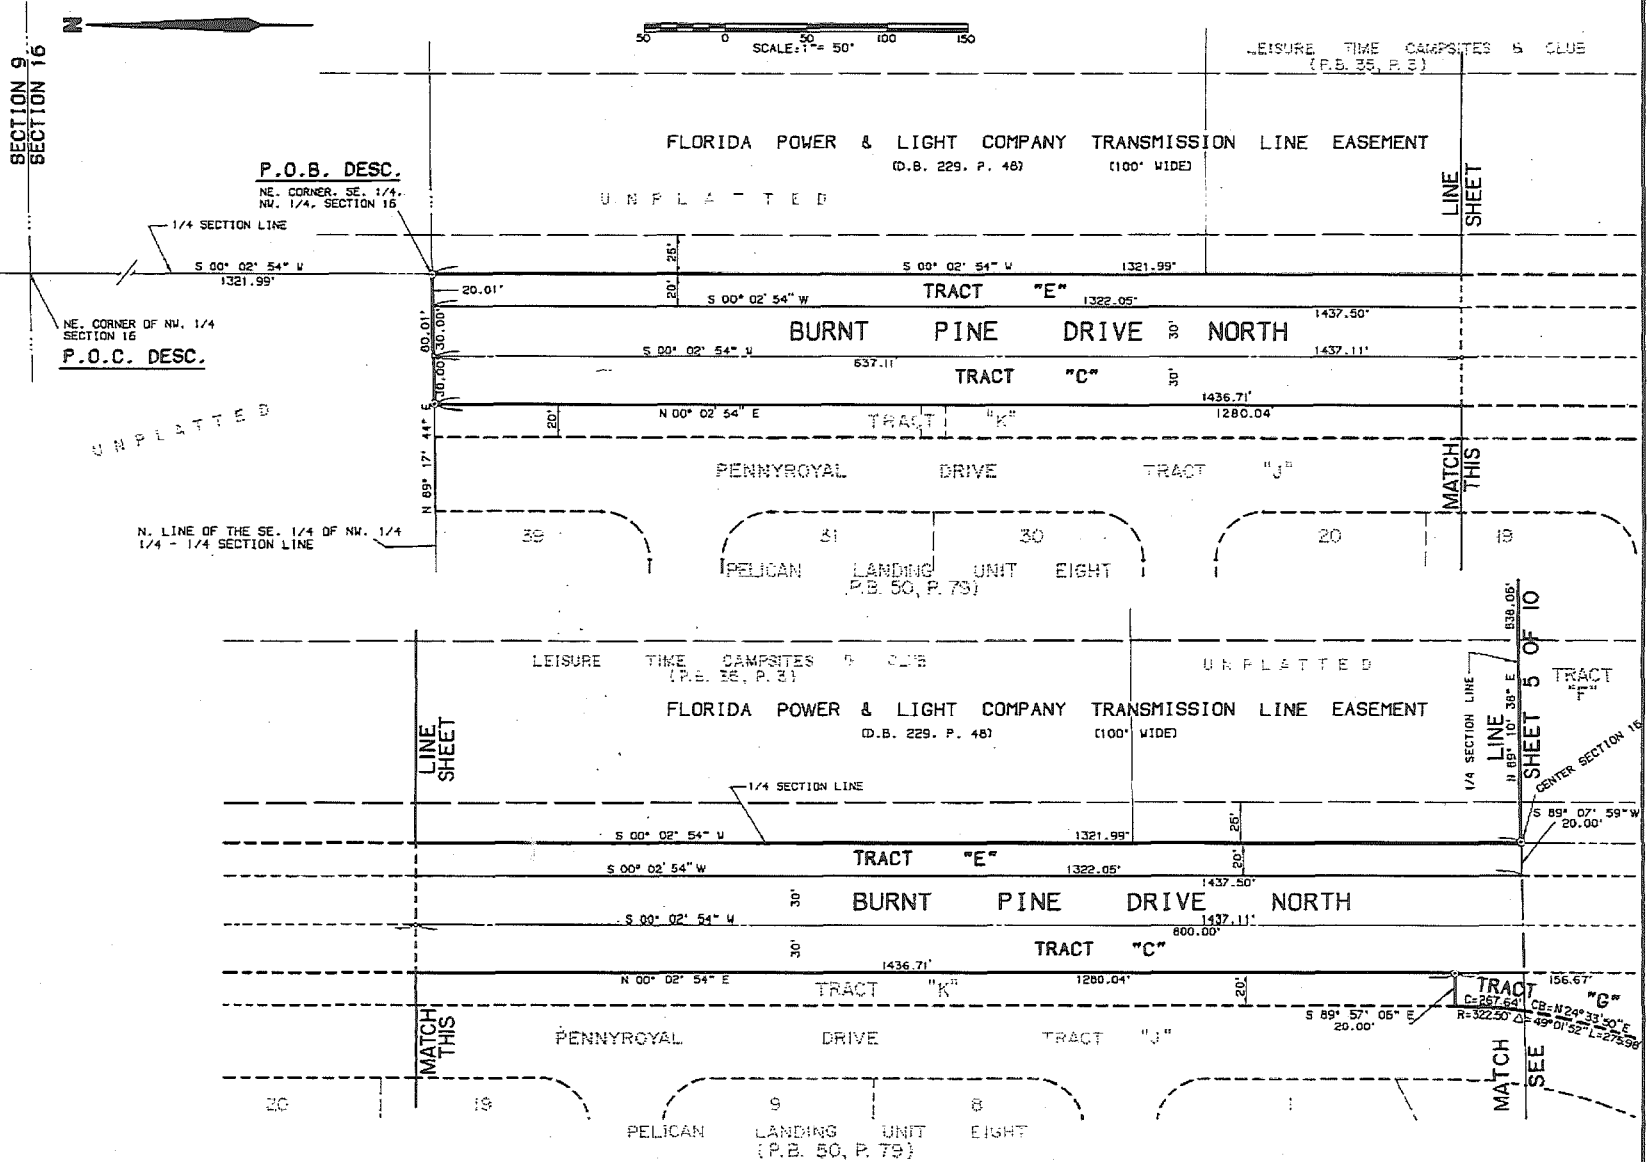 N
SECTION 9
SECTION 16
50 0 50 100 150
SCALE: 1"= 50'
LEISURE TIME CAMPSITES & CLUB
(P.B. 35, P. 3)
FLORIDA POWER & LIGHT COMPANY TRANSMISSION LINE EASEMENT
(D.B. 229. P. 48) (100' WIDE)
UNPLATTED
P.O.B. DESC.
NE. CORNER. SE. 1/4.
NW. 1/4. SECTION 16
1/4 SECTION LINE
LINE
SHEET
S 00° 02' 54" W
1321.99'
25'
S 00° 02' 54" W 1321.99'
20.01'
20'
TRACT "E"
S 00° 02' 54" W 1322.05'
1437.50'
NE. CORNER OF NW. 1/4
SECTION 16
P.O.C. DESC.
80.01'
30.00'
BURNT PINE DRIVE 30' NORTH
S 00° 02' 54" W 1437.11'
637.11'
30.00'
TRACT "C" 30'
1436.71'
N 00° 02' 54" E 1280.04'
20'
TRACT "K"
UNPLATTED
N 89° 17' 44" E
PENNYROYAL DRIVE TRACT "J"
MATCH
THIS
N. LINE OF THE SE. 1/4 OF NW. 1/4
1/4 - 1/4 SECTION LINE
39 31 30 20 19
PELICAN LANDING UNIT EIGHT
(P.B. 50, P. 79)
LEISURE TIME CAMPSITES & CLUB
(P.B. 35, P. 3)
UNPLATTED
FLORIDA POWER & LIGHT COMPANY TRANSMISSION LINE EASEMENT
(D.B. 229. P. 48) (100' WIDE)
LINE
SHEET
1/4 SECTION LINE
838.06'
N 89° 10' 38" E
LINE
SHEET 5 OF 10
TRACT
"F"
CENTER SECTION 16
1/4 SECTION LINE
S 89° 07' 59" W
20.00'
25'
S 00° 02' 54" W 1321.99'
TRACT "E" 20'
S 00° 02' 54" W 1322.05'
1437.50'
30' BURNT PINE DRIVE NORTH
S 00° 02' 54" W 1437.11'
800.00'
30' TRACT "C"
1436.71'
N 00° 02' 54" E 1280.04'
TRACT "K" 20'
156.67'
TRACT "G"
C=267.64' CB=N24°33'50"E
R=322.50' Δ=49°01'52" L=275.98'
S 89° 57' 06" E
20.00'
PENNYROYAL DRIVE TRACT "J"
MATCH
THIS
MATCH
SEE
20 19 9 8 1
PELICAN LANDING UNIT EIGHT
(P.B. 50, P. 79)